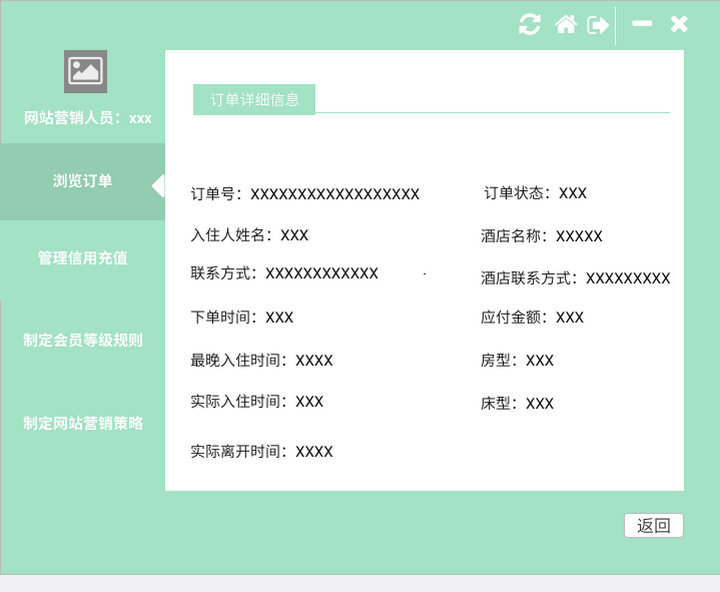 网站营销人员：xxx
浏览订单
管理信用充值
制定会员等级规则
制定网站营销策略
订单详细信息
订单号：XXXXXXXXXXXXXXXXXX
订单状态：XXX
入住人姓名：XXX
酒店名称：XXXXX
联系方式：XXXXXXXXXXXX
酒店联系方式：XXXXXXXXX
下单时间：XXX
应付金额：XXX
最晚入住时间：XXXX
房型：XXX
实际入住时间：XXX
床型：XXX
实际离开时间：XXXX
返回